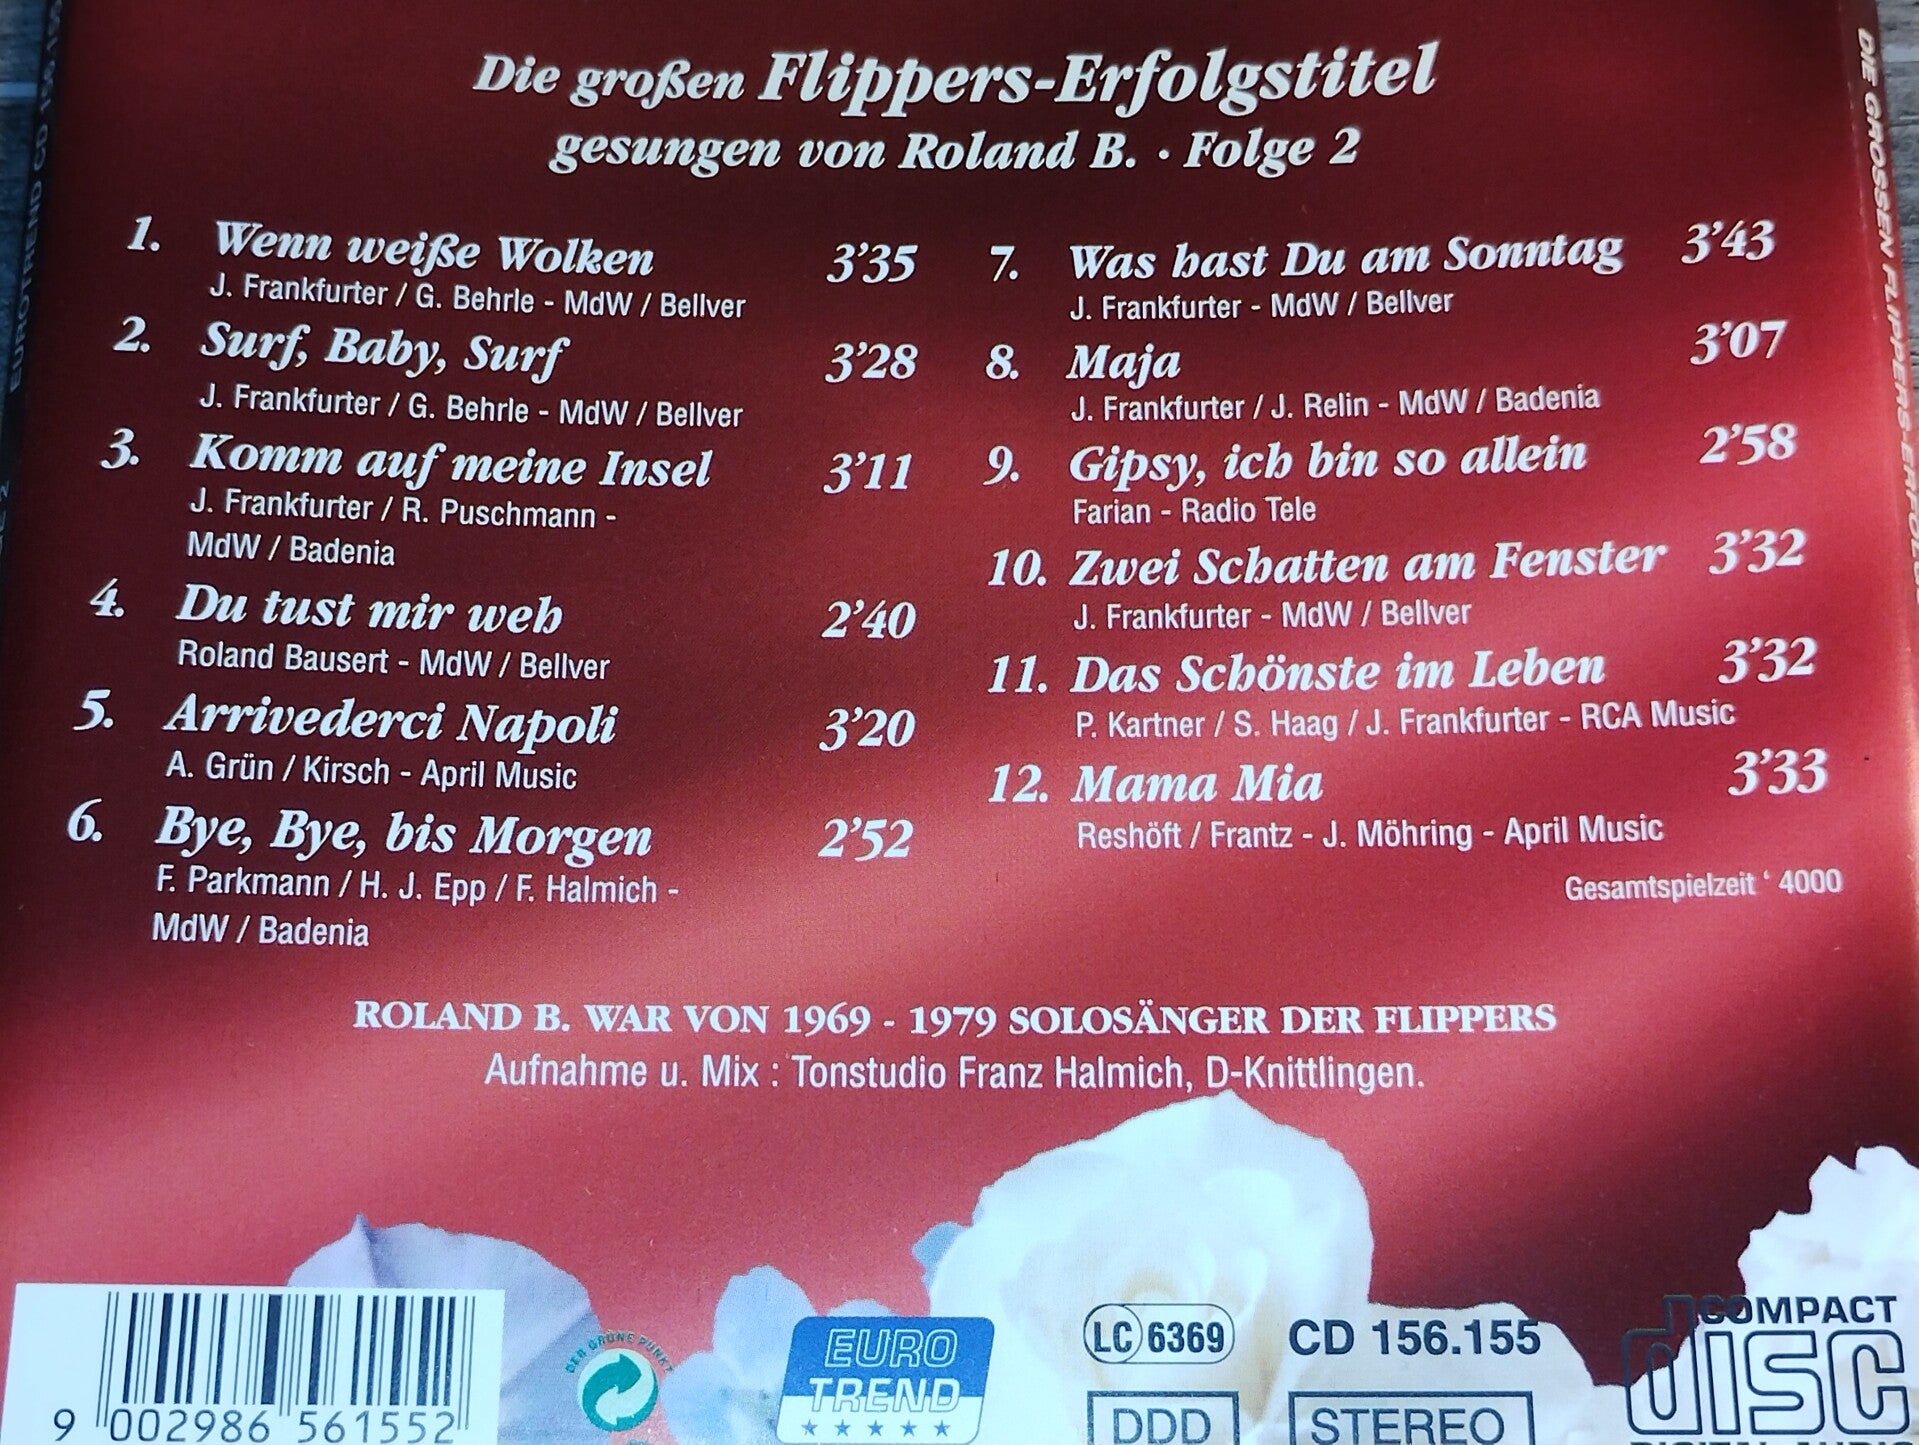 Die großen Flippers-Erfolgstitel
gesungen von Roland B. · Folge 2
1. Wenn weiße Wolken 3’35
J. Frankfurter / G. Behrle - MdW / Bellver
2. Surf, Baby, Surf 3’28
J. Frankfurter / G. Behrle - MdW / Bellver
3. Komm auf meine Insel 3’11
J. Frankfurter / R. Puschmann -
MdW / Badenia
4. Du tust mir weh 2’40
Roland Bausert - MdW / Bellver
5. Arrivederci Napoli 3’20
A. Grün / Kirsch - April Music
6. Bye, Bye, bis Morgen 2’52
F. Parkmann / H. J. Epp / F. Halmich -
MdW / Badenia
7. Was hast Du am Sonntag 3’43
J. Frankfurter - MdW / Bellver
8. Maja 3’07
J. Frankfurter / J. Relin - MdW / Badenia
9. Gipsy, ich bin so allein 2’58
Farian - Radio Tele
10. Zwei Schatten am Fenster 3’32
J. Frankfurter - MdW / Bellver
11. Das Schönste im Leben 3’32
P. Kartner / S. Haag / J. Frankfurter - RCA Music
12. Mama Mia 3’33
Reshöft / Frantz - J. Möhring - April Music
Gesamtspielzeit ‘ 4000
ROLAND B. WAR VON 1969 - 1979 SOLOSÄNGER DER FLIPPERS
Aufnahme u. Mix : Tonstudio Franz Halmich, D-Knittlingen.
9 002986 561552
DER GRÜNE PUNKT
EURO
TREND
LC 6369
CD 156.155
DDD
STEREO
COMPACT
disc
DIGITAL AUDIO
EUROTREND CD
DIE GROSSEN FLIPPERS-ERFOLGS